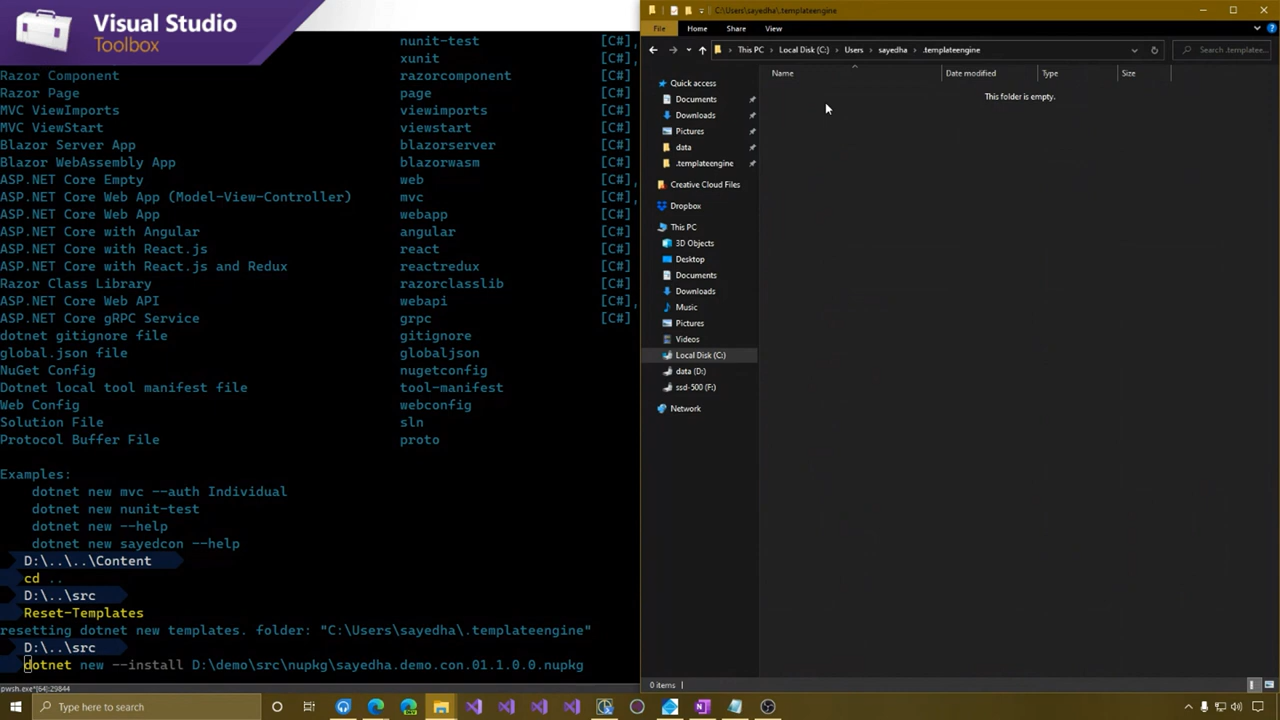 Visual Studio
Toolbox
nunit-test [C#],
xunit [C#],
Razor Component razorcomponent [C#]
Razor Page page [C#]
MVC ViewImports viewimports [C#]
MVC ViewStart viewstart [C#]
Blazor Server App blazorserver [C#]
Blazor WebAssembly App blazorwasm [C#]
ASP.NET Core Empty web [C#],
ASP.NET Core Web App (Model-View-Controller) mvc [C#],
ASP.NET Core Web App webapp [C#]
ASP.NET Core with Angular angular [C#]
ASP.NET Core with React.js react [C#]
ASP.NET Core with React.js and Redux reactredux [C#]
Razor Class Library razorclasslib [C#]
ASP.NET Core Web API webapi [C#],
ASP.NET Core gRPC Service grpc [C#]
dotnet gitignore file gitignore
global.json file globaljson
NuGet Config nugetconfig
Dotnet local tool manifest file tool-manifest
Web Config webconfig
Solution File sln
Protocol Buffer File proto
Examples:
dotnet new mvc --auth Individual
dotnet new nunit-test
dotnet new --help
dotnet new sayedcon --help
D:\..\..\Content
cd ..
D:\..\src
Reset-Templates
resetting dotnet new templates. folder: "C:\Users\sayedha\.templateengine"
D:\..\src
dotnet new --install D:\demo\src\nupkg\sayedha.demo.con.01.1.0.0.nupkg
pwsh.exe*[64]:29844
C:\Users\sayedha\.templateengine
File Home Share View
This PC > Local Disk (C:) > Users > sayedha > .templateengine
Search .templatee...
Name Date modified Type Size
This folder is empty.
Quick access
Documents
Downloads
Pictures
data
.templateengine
Creative Cloud Files
Dropbox
This PC
3D Objects
Desktop
Documents
Downloads
Music
Pictures
Videos
Local Disk (C:)
data (D:)
ssd-500 (F:)
Network
0 items
Type here to search